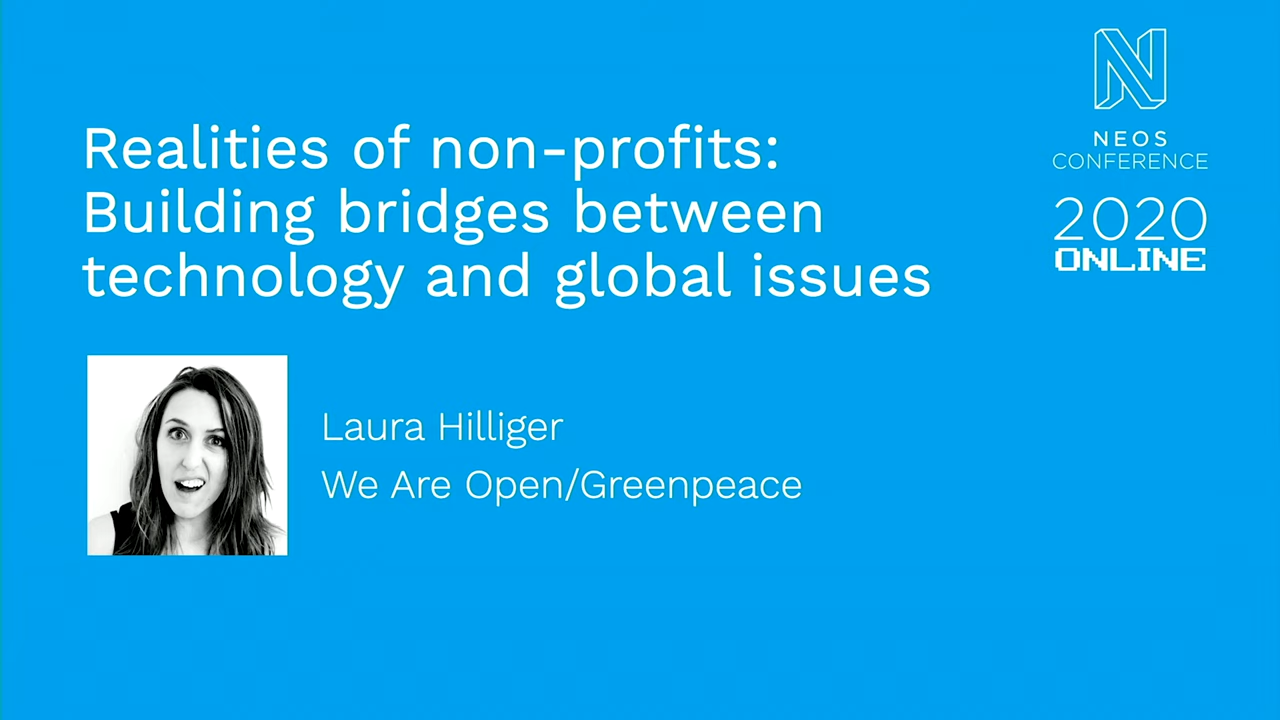 Realities of non-profits:
Building bridges between
technology and global issues
Laura Hilliger
We Are Open/Greenpeace
NEOS
CONFERENCE
2020
ONLINE